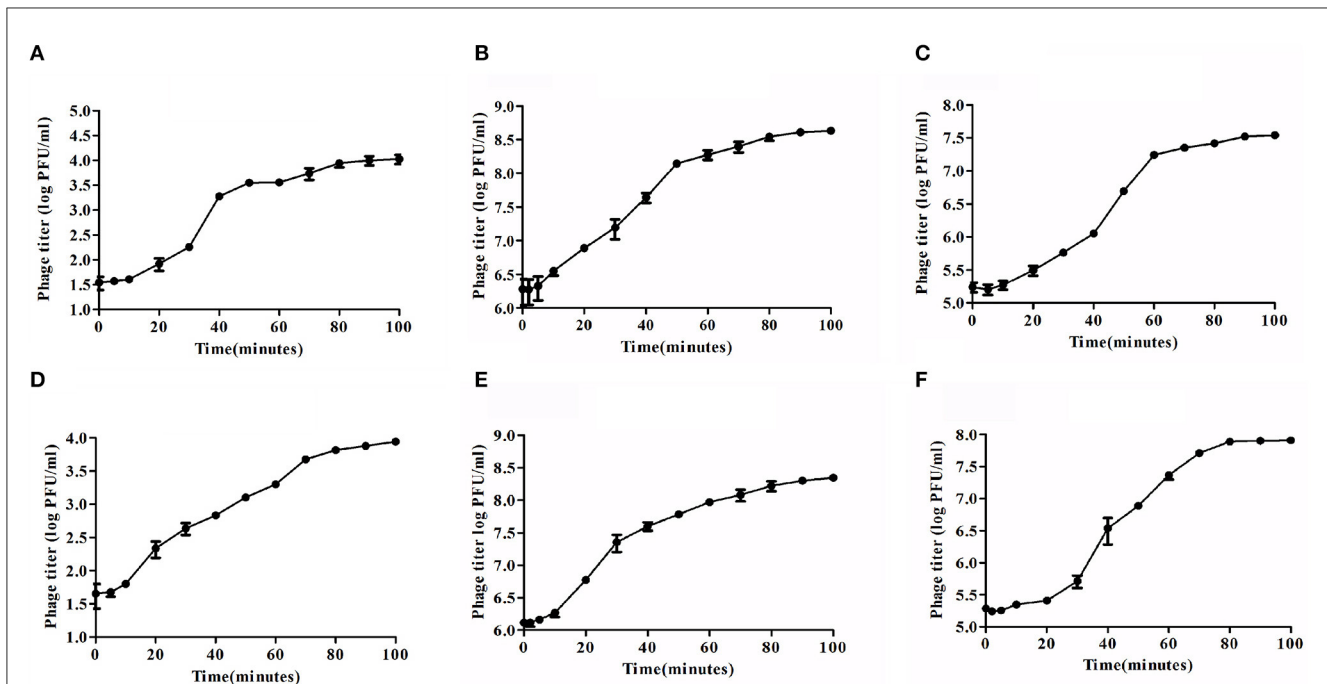 A
B
C
Phage titer (log PFU/ml)
5.0
4.5
4.0
3.5
3.0
2.5
2.0
1.5
1.0
0 20 40 60 80 100
Time(minutes)
Phage titer (log PFU/ml)
9.0
8.5
8.0
7.5
7.0
6.5
6.0
0 20 40 60 80 100
Time(minutes)
Phage titer (log PFU/ml)
8.0
7.5
7.0
6.5
6.0
5.5
5.0
0 20 40 60 80 100
Time(minutes)
D
E
F
Phage titer (log PFU/ml)
4.0
3.5
3.0
2.5
2.0
1.5
1.0
0 20 40 60 80 100
Time(minutes)
Phage titer log PFU/ml)
9.0
8.5
8.0
7.5
7.0
6.5
6.0
0 20 40 60 80 100
Time(minutes)
Phage titer (log PFU/ml)
8.0
7.5
7.0
6.5
6.0
5.5
5.0
0 20 40 60 80 100
Time(minutes)